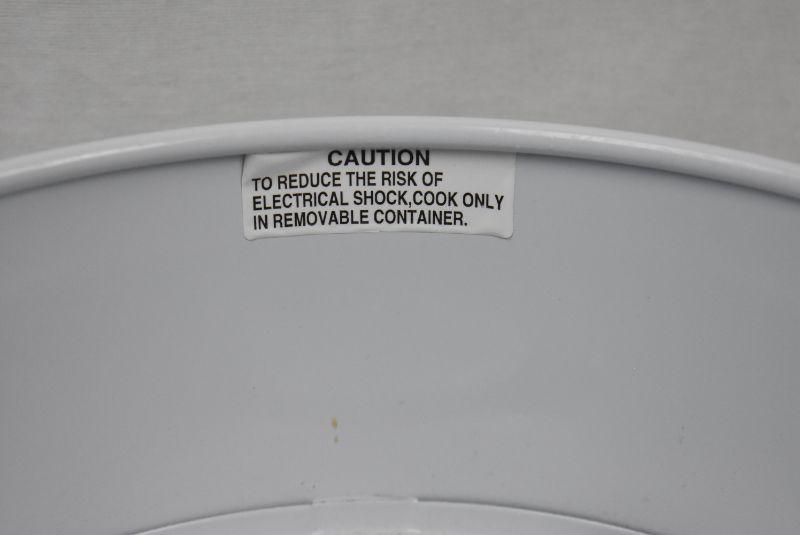 CAUTION
TO REDUCE THE RISK OF
ELECTRICAL SHOCK,COOK ONLY
IN REMOVABLE CONTAINER.